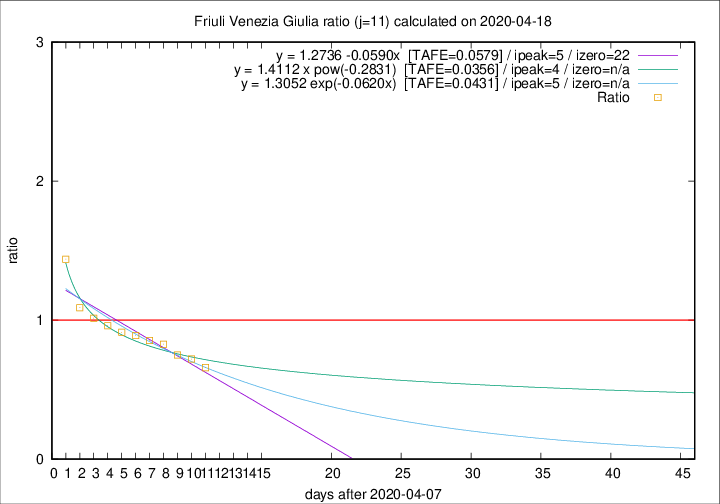 Friuli Venezia Giulia ratio (j=11) calculated on 2020-04-18
y = 1.2736 -0.0590x  [TAFE=0.0579] / ipeak=5 / izero=22
y = 1.4112 x pow(-0.2831)  [TAFE=0.0356] / ipeak=4 / izero=n/a
y = 1.3052 exp(-0.0620x)  [TAFE=0.0431] / ipeak=5 / izero=n/a
Ratio
3
2
1
0
ratio
0 1 2 3 4 5 6 7 8 9 10 11 12 13 14 15 20 25 30 35 40 45
days after 2020-04-07